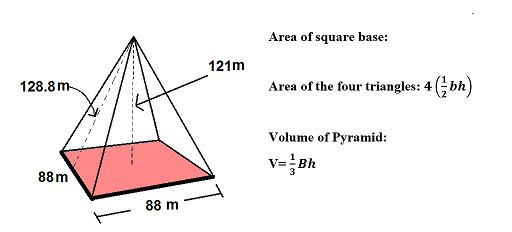 121m
128.8m
88m
88 m
Area of square base:
Area of the four triangles: 4 (½bh)
Volume of Pyramid:
V=⅓Bh